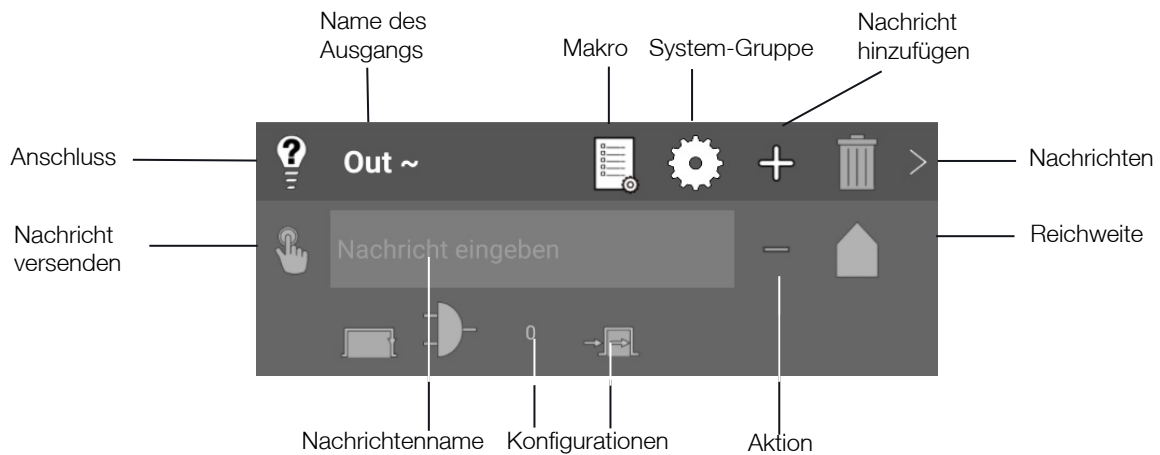 Name des
Ausgangs
Makro
System-Gruppe
Nachricht
hinzufügen
Anschluss
?
Out ~
Nachrichten
Nachricht
versenden
Nachricht eingeben
Reichweite
0
Nachrichtenname
Konfigurationen
Aktion